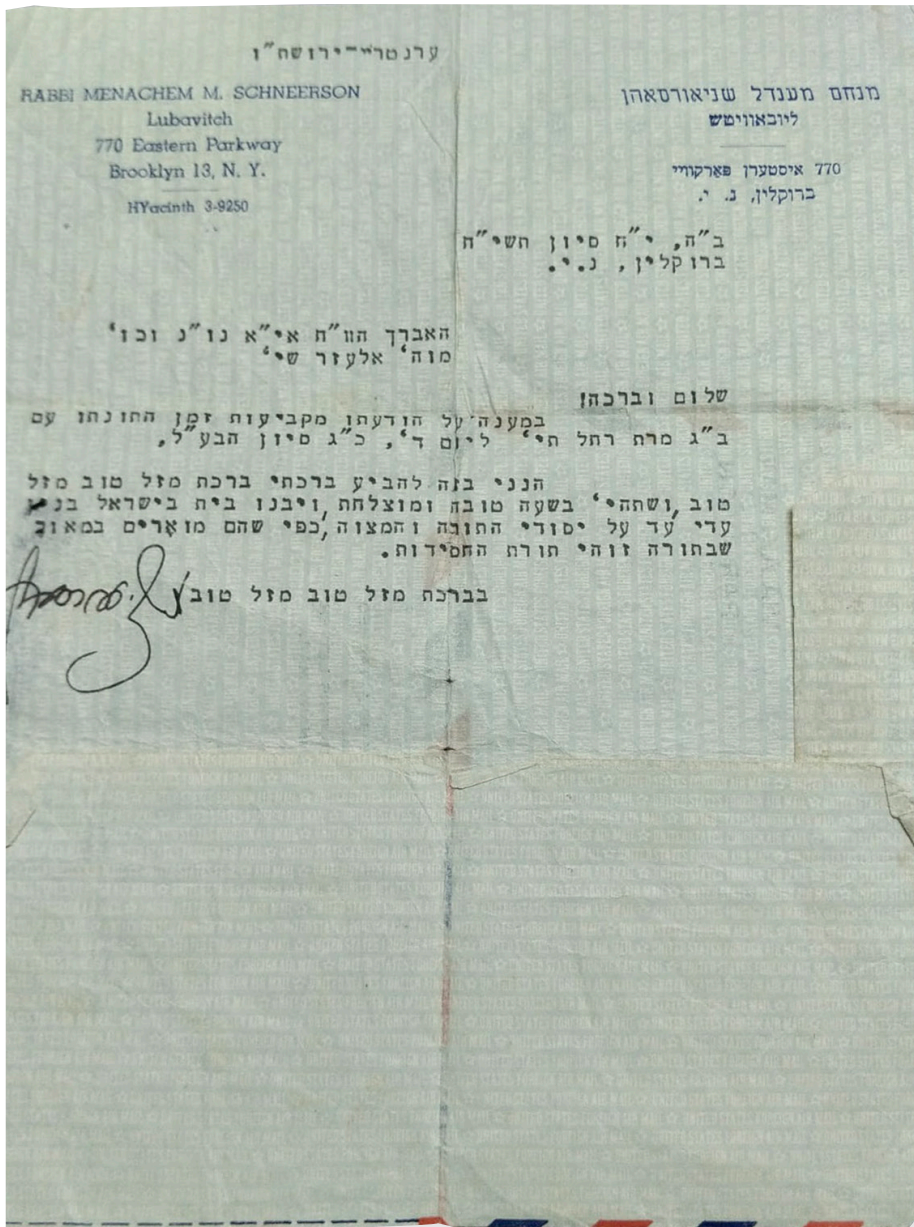 ערנטריי-ירושת"ו
RABBI MENACHEM M. SCHNEERSON
Lubavitch
770 Eastern Parkway
Brooklyn 13, N. Y.
HYacinth 3-9250
מנחם מענדל שניאורסאהן
ליובאוויטש
770 איסטערן פארקוויי
ברוקלין, נ. י.
ב"ה, י"ח סיון תשי"ח
ברוקלין, נ.י.
האברך הוו"ח אי"א נו"נ וכו'
מוה' אלעזר שי'
שלום וברכה!
במענה על הודעתו מקביעות זמן חתונתו עם
ב"ג מרת רחל תי' ליום ד', כ"ג סיון הבע"ל,
הנני בזה להביע ברכתי ברכת מזל טוב מזל
טוב, ושתהי' בשעה טובה ומוצלחת, ויבנו בית בישראל בנין
עדי עד על יסודי התורה והמצוה, כפי שהם מוארים במאור
שבתורה זוהי תורת החסידות.
בברכת מזל טוב מזל טוב